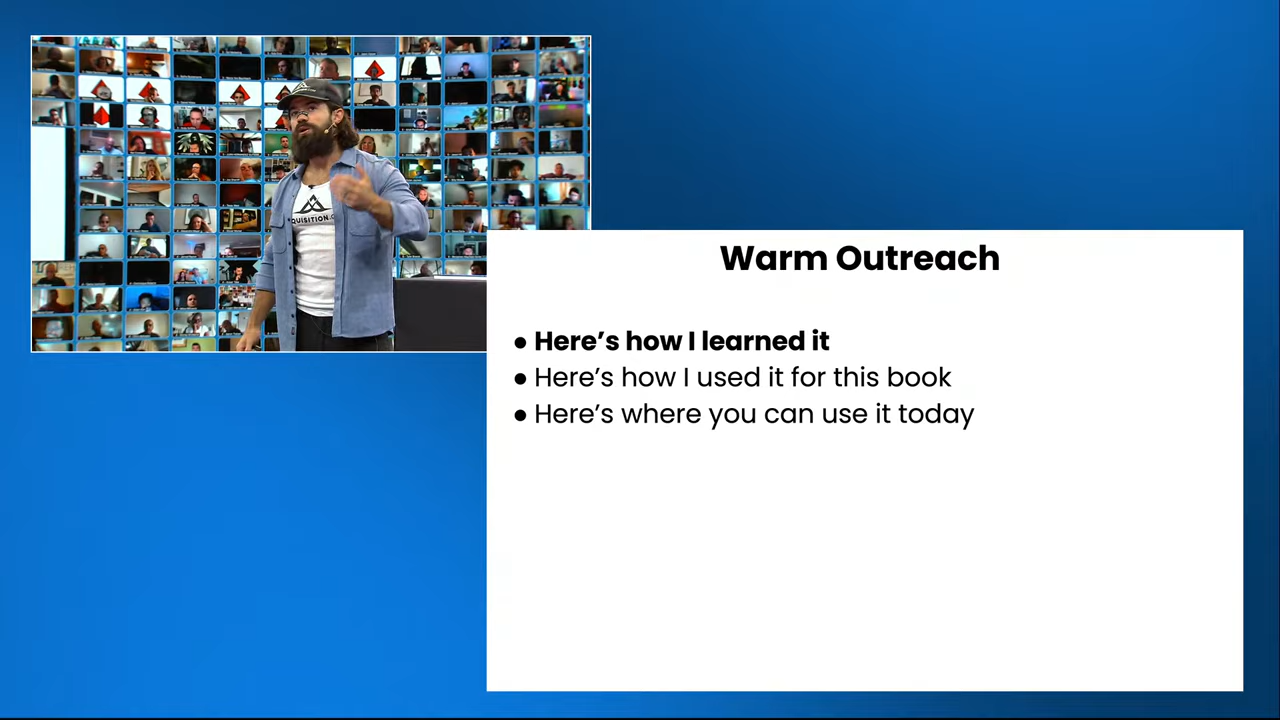 QUISITION.C
Warm Outreach
● Here’s how I learned it
● Here’s how I used it for this book
● Here’s where you can use it today